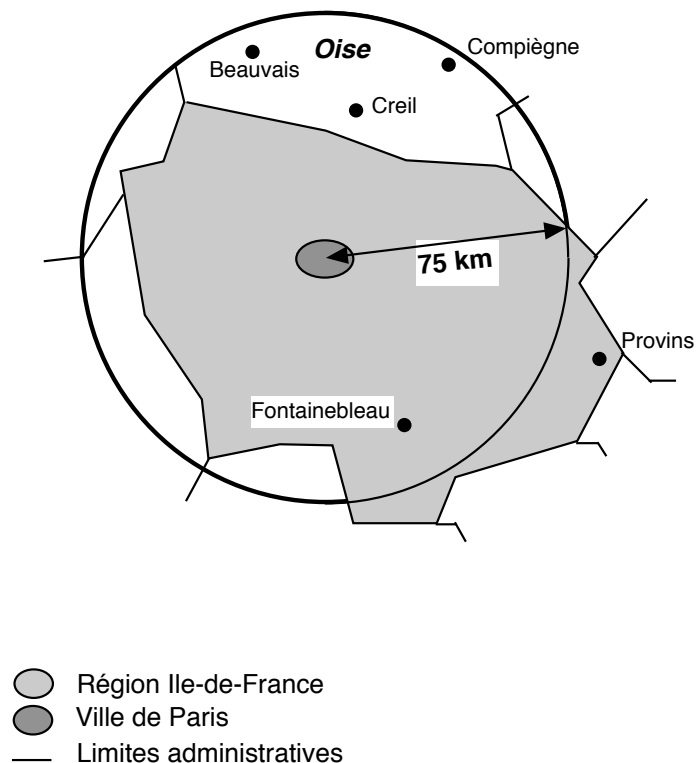 Oise
Compiègne
Beauvais
Creil
75 km
Provins
Fontainebleau
Région Ile-de-France
Ville de Paris
Limites administratives